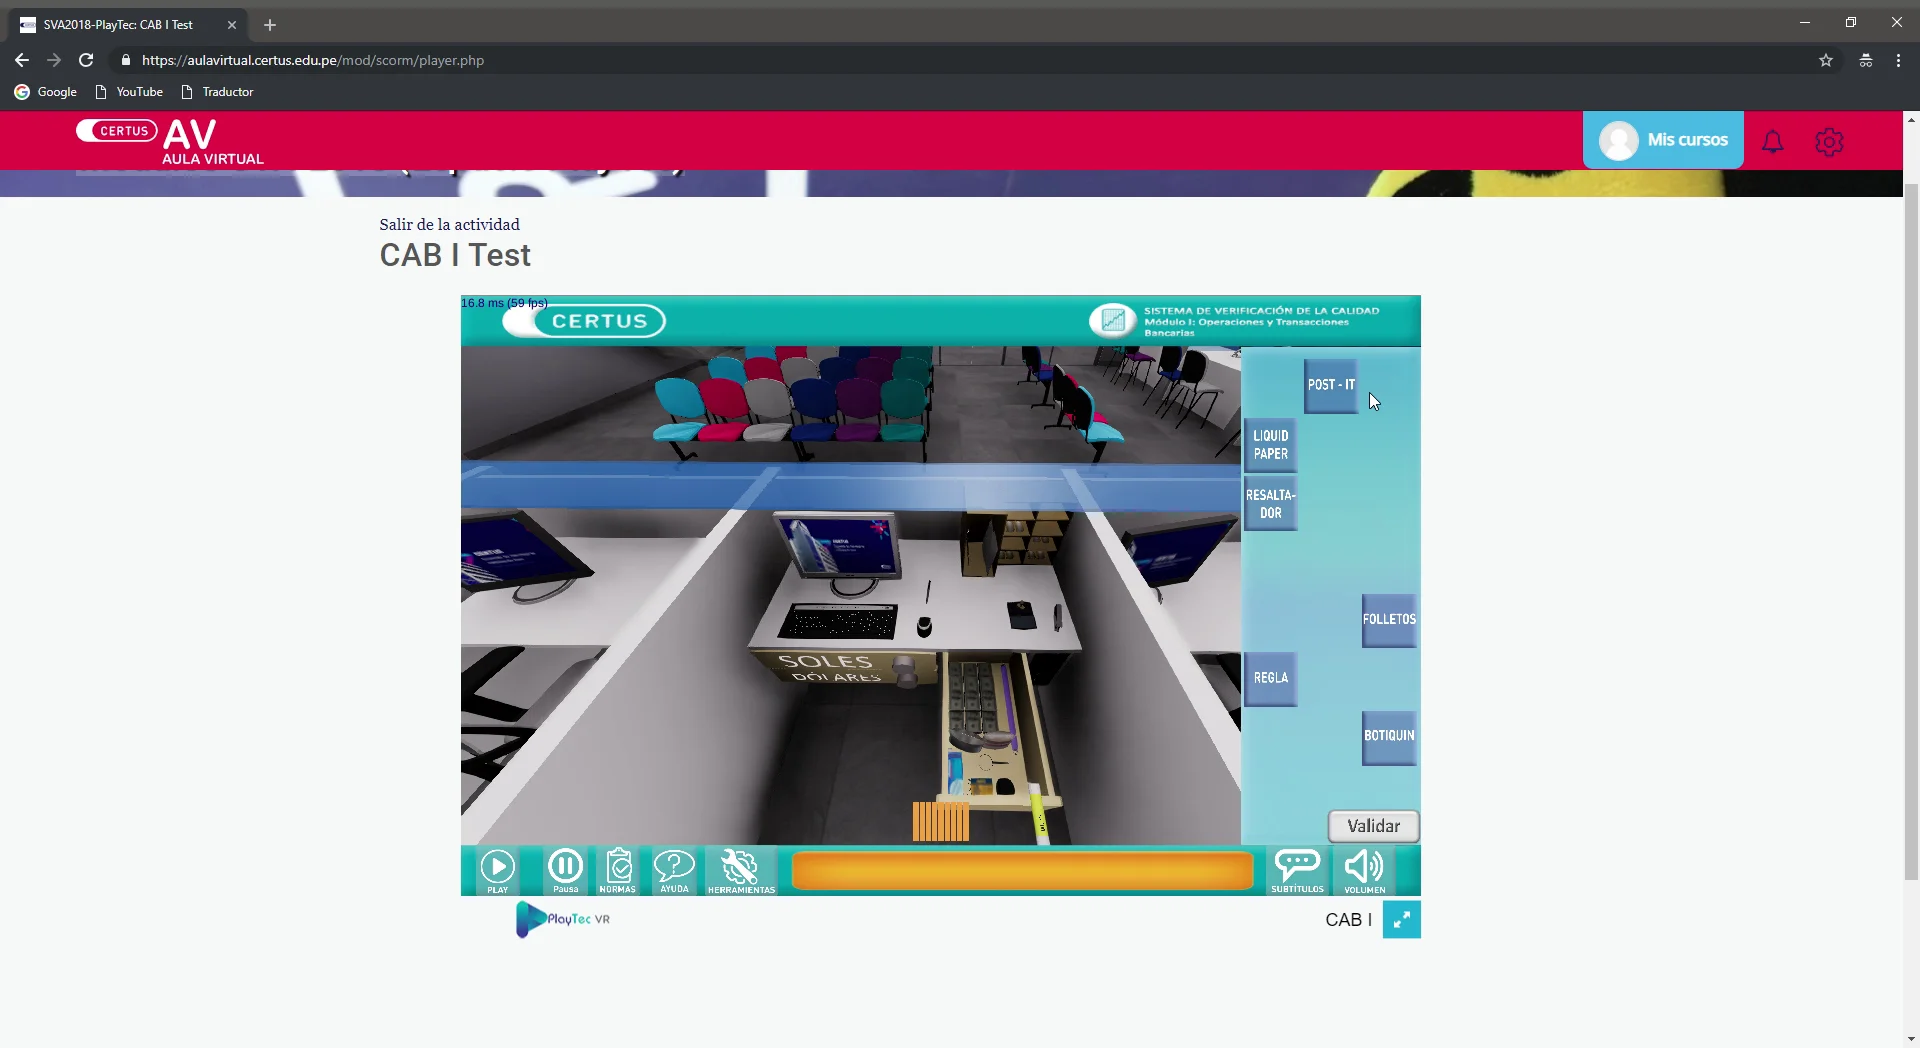 SVA2018-PlayTec: CAB I Test
https://aulavirtual.certus.edu.pe/mod/scorm/player.php
Google YouTube Traductor
CERTUS AV
AULA VIRTUAL
Mis cursos
Salir de la actividad
CAB I Test
16.8 ms (59 fps)
CERTUS
SISTEMA DE VERIFICACIÓN DE LA CALIDAD
Módulo I: Operaciones y Transacciones
Bancarias
POST - IT
LIQUID
PAPER
RESALTA-
DOR
FOLLETOS
REGLA
BOTIQUIN
SOLES
DOLARES
Validar
PLAY
Pausa
NORMAS
AYUDA
HERRAMIENTAS
SUBTÍTULOS
VOLUMEN
PlayTec VR
CAB I